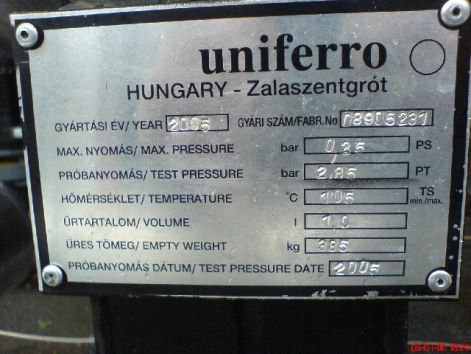 uniferro
HUNGARY - Zalaszentgrót
GYÁRTÁSI ÉV/ YEAR 2005 GYÁRI SZÁM/FABR.No 08905231
MAX. NYOMÁS/ MAX. PRESSURE bar 0,85 PS
PRÓBANYOMÁS/ TEST PRESSURE bar 2,85 PT
HŐMÉRSÉKLET/ TEMPERATURE °C 105 TS min./max.
ŰRTARTALOM/ VOLUME l 1,0
ÜRES TÖMEG/ EMPTY WEIGHT kg 385
PRÓBANYOMÁS DÁTUM/ TEST PRESSURE DATE 2005